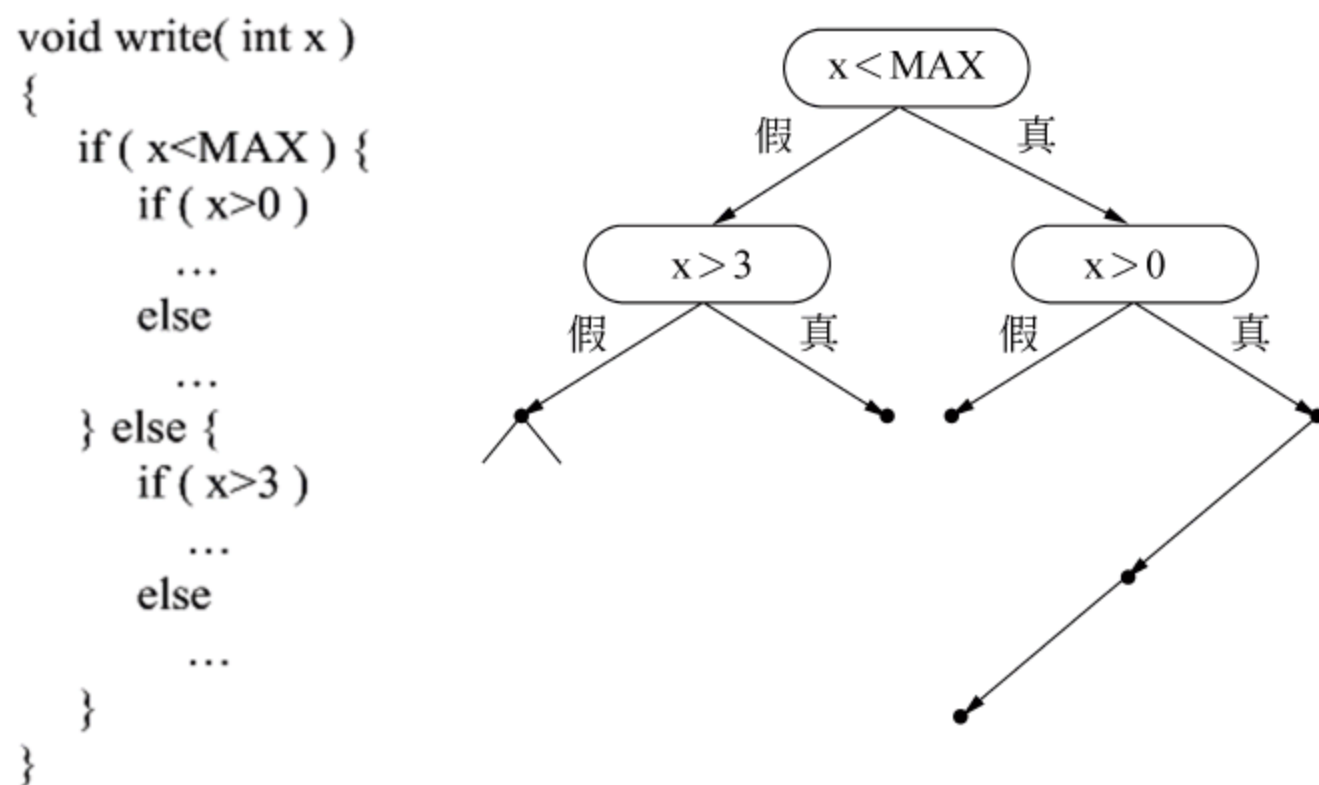 void write( int x )
{
if ( x<MAX ) {
if ( x>0 )
…
else
…
} else {
if ( x>3 )
…
else
…
}
}
x<MAX
假 真
x>3 x>0
假 真 假 真